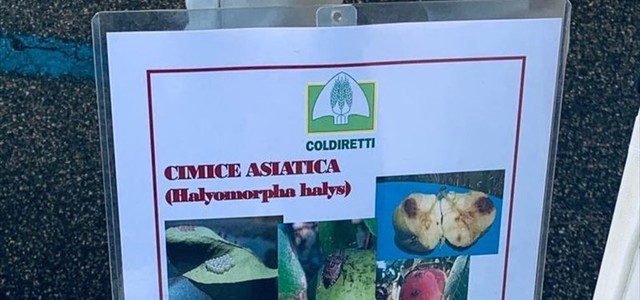 COLDIRETTI
CIMICE ASIATICA
(Halyomorpha halys)